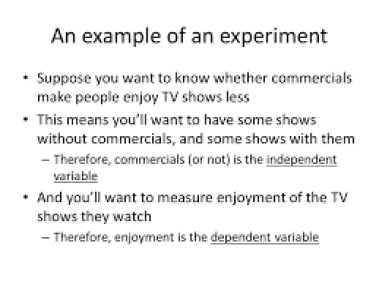 An example of an experiment
• Suppose you want to know whether commercials
make people enjoy TV shows less
• This means you'll want to have some shows
without commercials, and some shows with them
– Therefore, commercials (or not) is the independent
variable
• And you'll want to measure enjoyment of the TV
shows they watch
– Therefore, enjoyment is the dependent variable